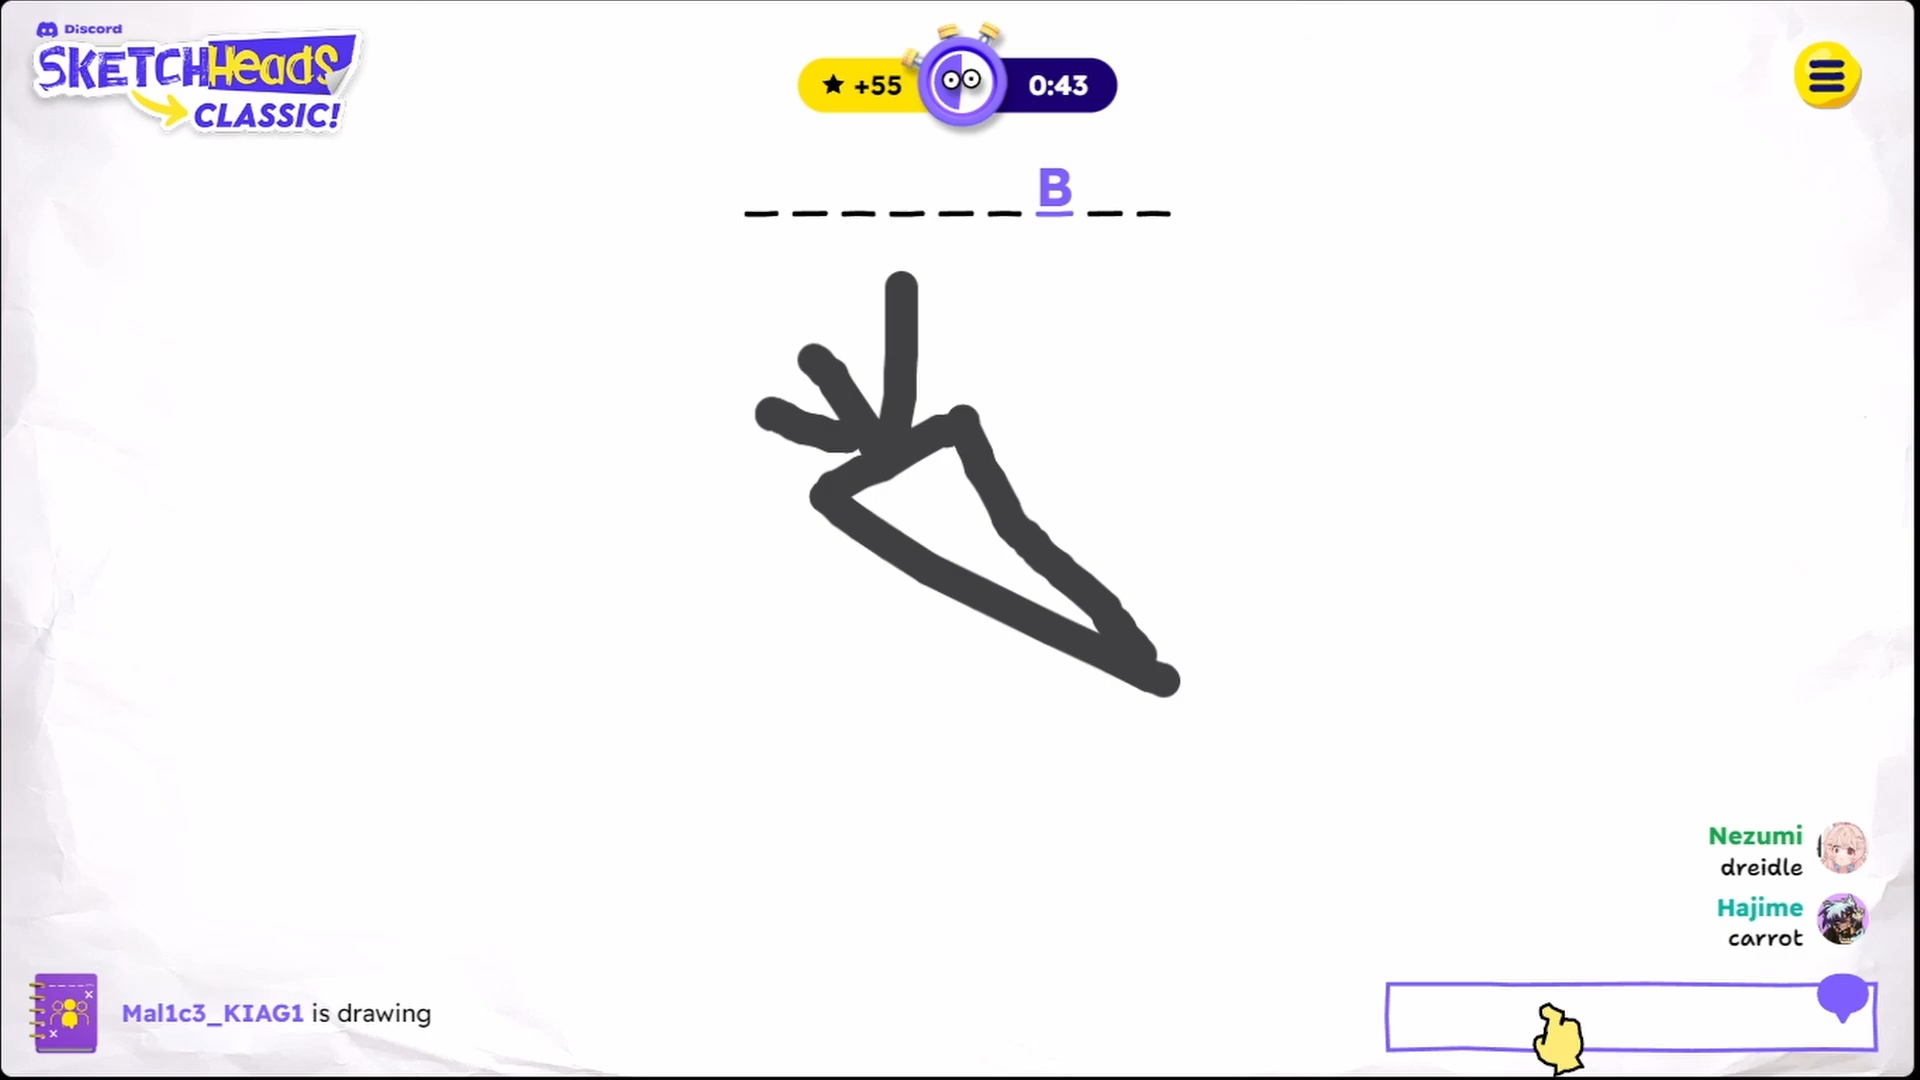 Discord
SKETCHHeads
CLASSIC!
+55
0:43
_ _ _ _ _ _ B _ _
Nezumi
dreidle
Hajime
carrot
Mal1c3_KIAG1 is drawing